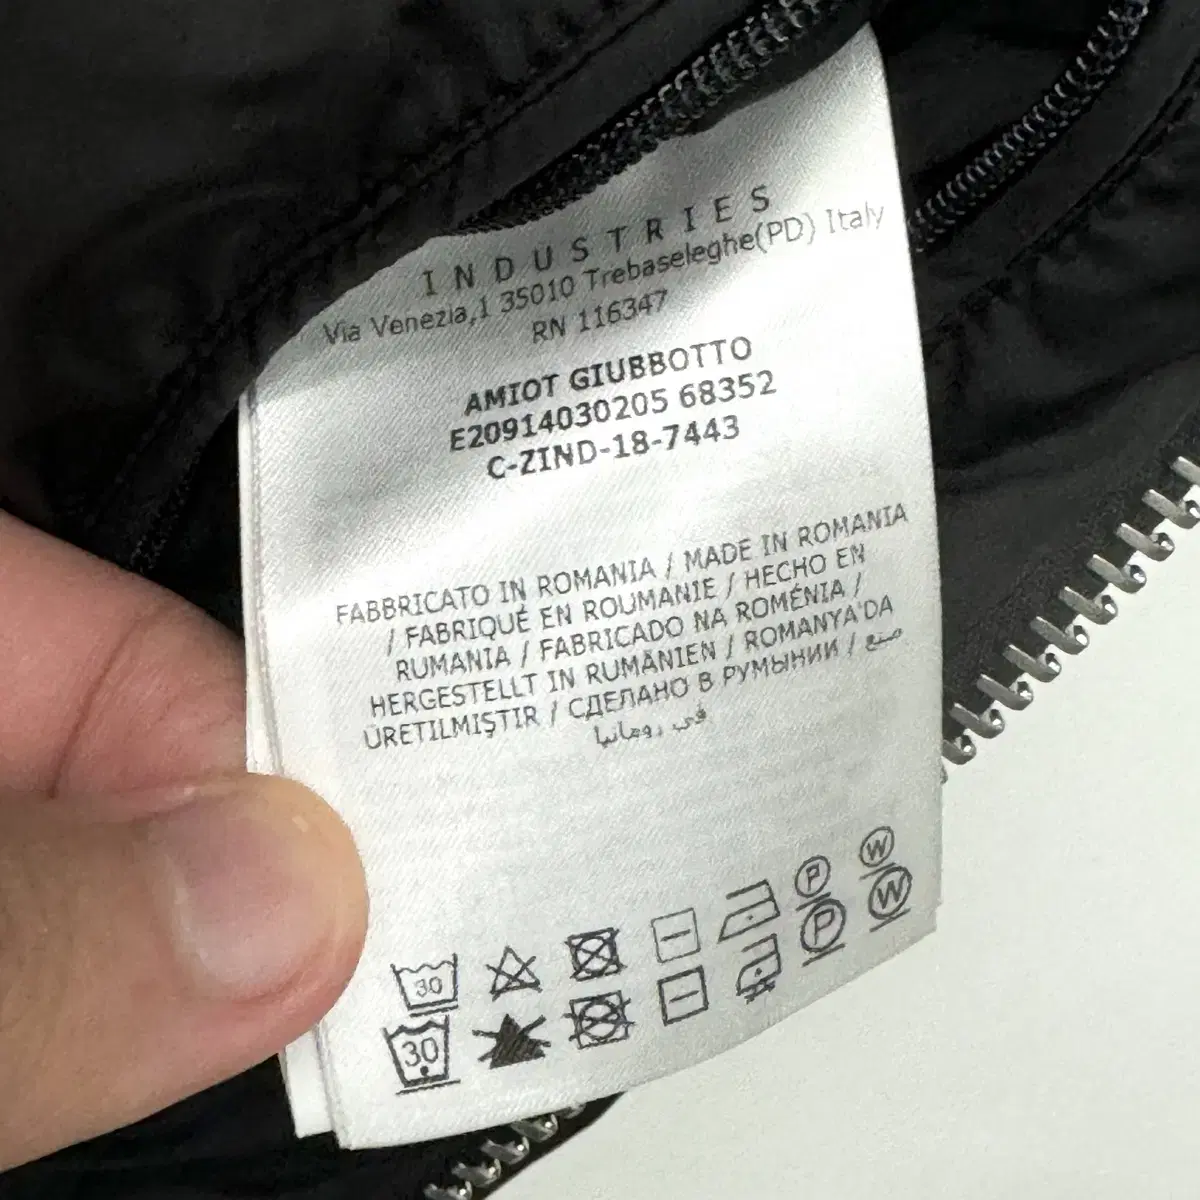 INDUSTRIES
Via Venezia,1 35010 Trebaseleghe(PD) Italy
RN 116347
AMIOT GIUBBOTTO
E20914030205 68352
C-ZIND-18-7443
FABBRICATO IN ROMANIA / MADE IN ROMANIA
/ FABRIQUÉ EN ROUMANIE / HECHO EN
RUMANIA / FABRICADO NA ROMÉNIA /
HERGESTELLT IN RUMÄNIEN / ROMANYA'DA
ÜRETILMIŞTIR / СДЕЛАНО В РУМЫНИИ / صنع
في رومانيا
30 P W
30 P W